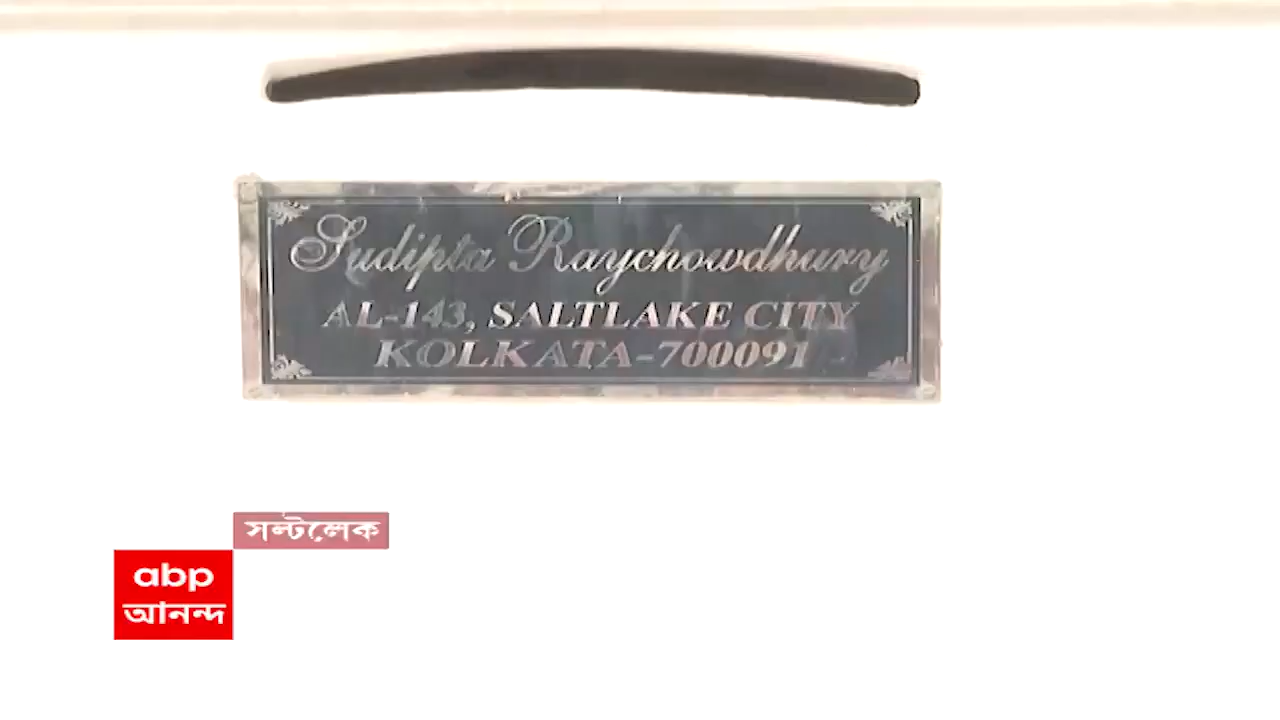 Sudipta Raychowdhury
AL-143, SALTLAKE CITY
KOLKATA-700091
সল্টলেক
abp
আনন্দ